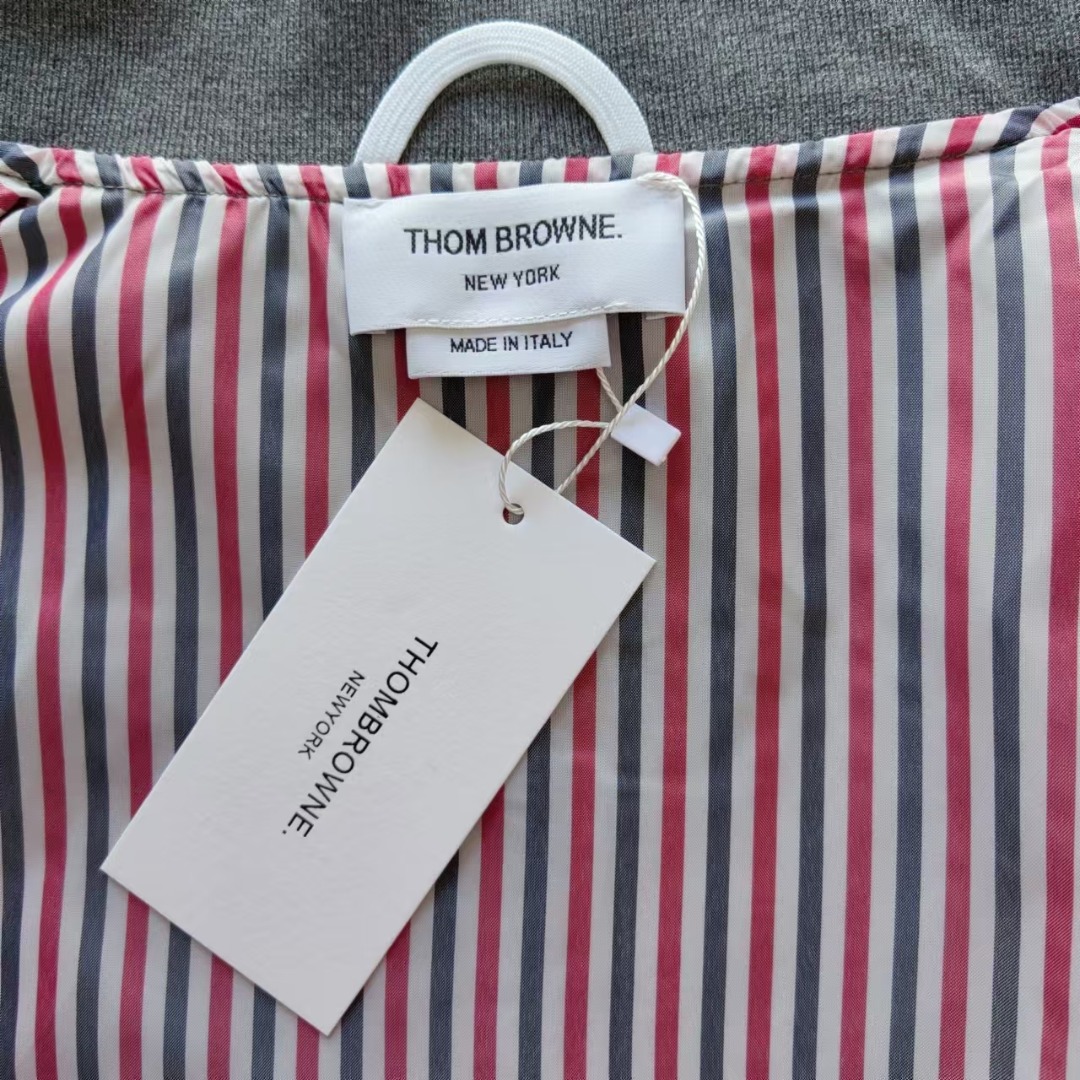 THOM BROWNE.
NEW YORK
MADE IN ITALY
THOMBROWNE.
NEWYORK